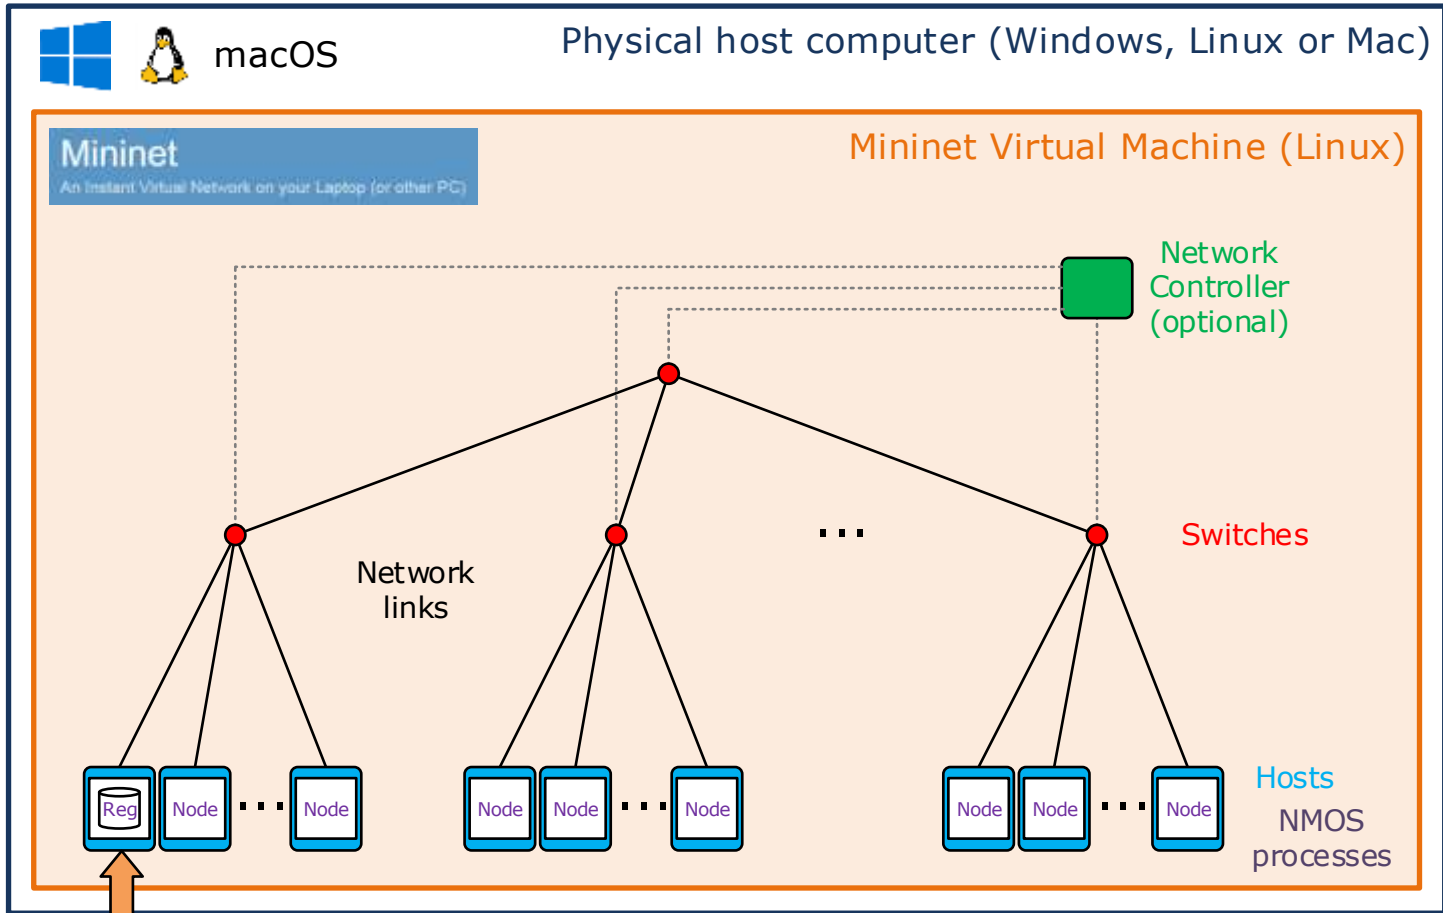 macOS
Physical host computer (Windows, Linux or Mac)
Mininet
An Instant Virtual Network on your Laptop (or other PC)
Mininet Virtual Machine (Linux)
Network
Controller
(optional)
Switches
Network
links
Reg
Node
Node
Node
Node
Node
Node
Node
Node
Hosts
NMOS
processes